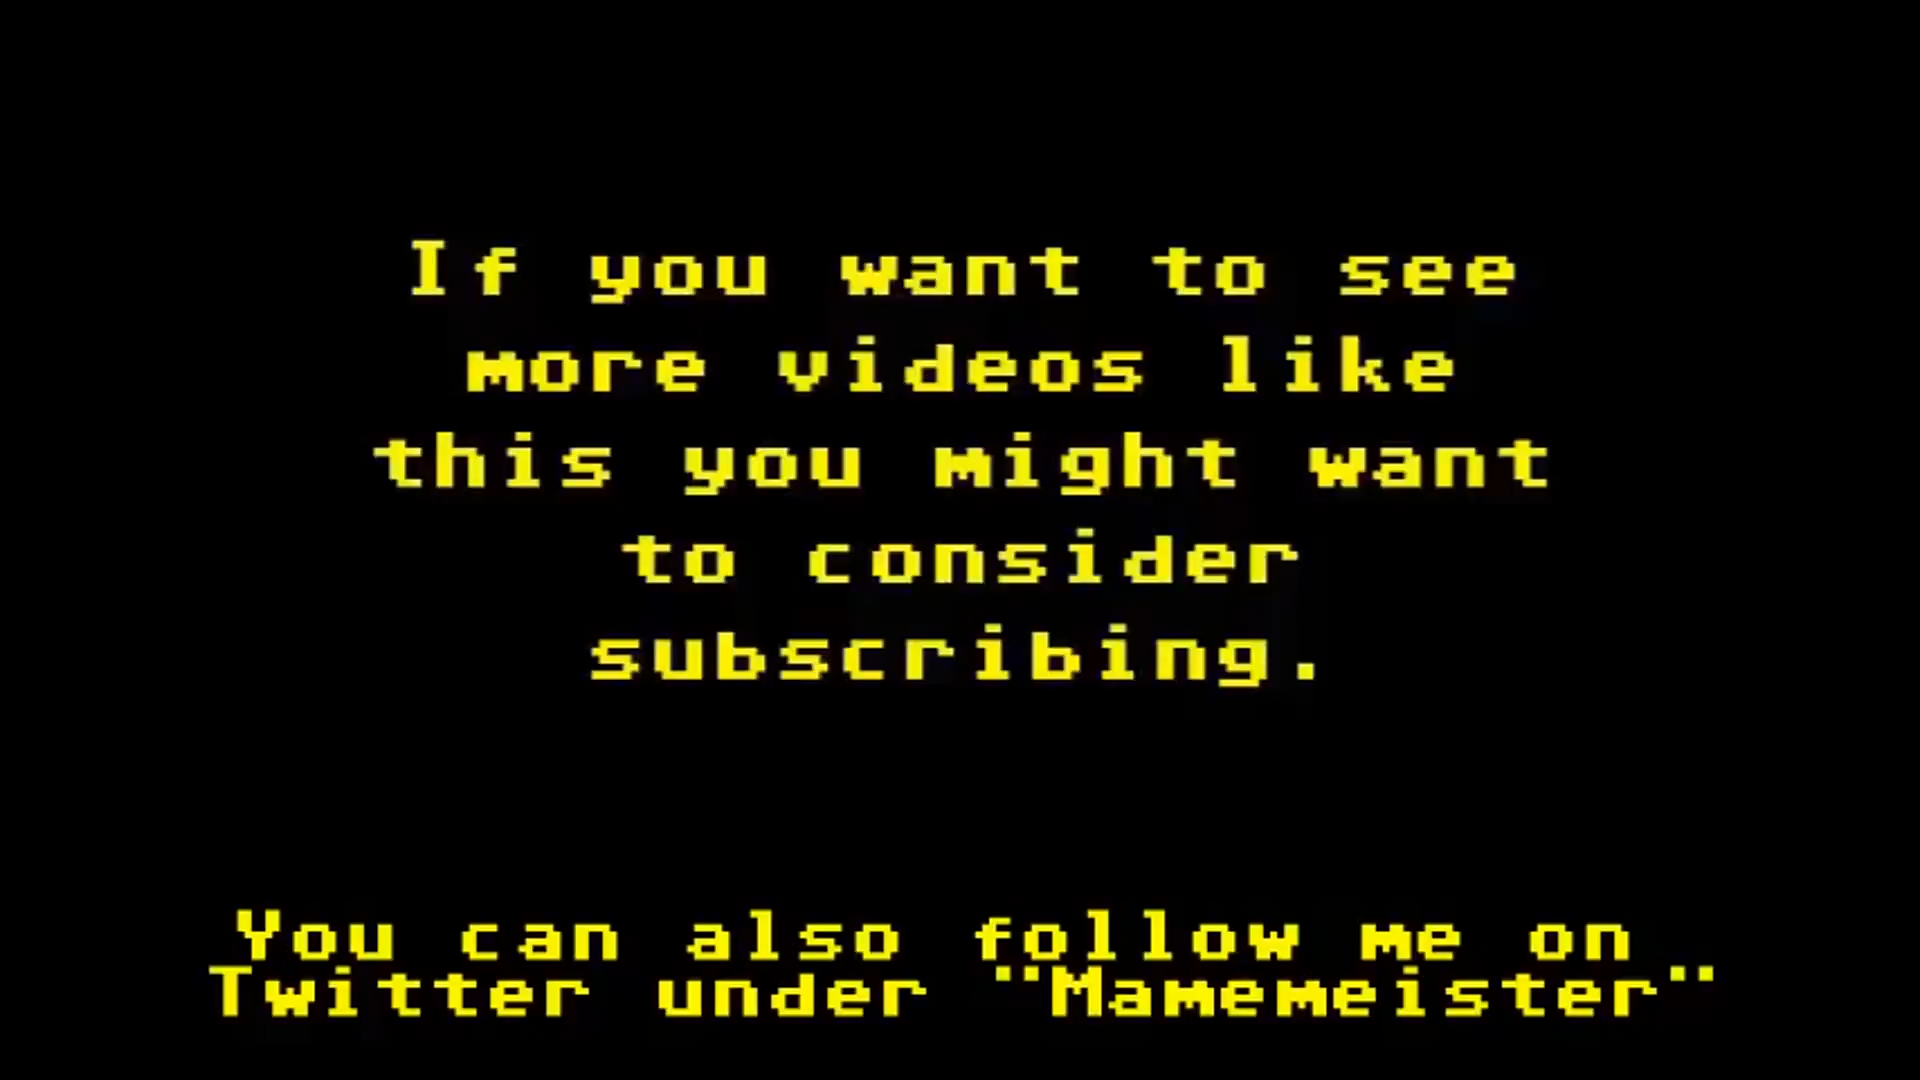 If you want to see
more videos like
this you might want
to consider
subscribing.
You can also follow me on
Twitter under "Mamemeister"